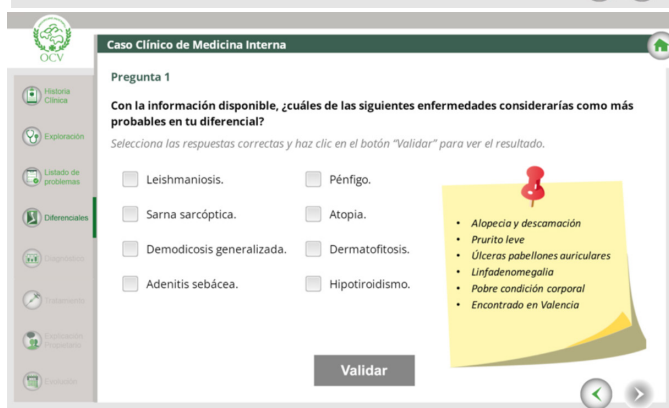 OCV
Caso Clínico de Medicina Interna
Historia
Clínica
Exploración
Listado de
problemas
Diferenciales
Diagnóstico
Tratamiento
Evolución
Pregunta 1
Con la información disponible, ¿cuáles de las siguientes enfermedades considerarías como más
probables en tu diferencial?
Selecciona las respuestas correctas y haz clic en el botón “Validar” para ver el resultado.
Leishmaniosis.
Pénfigo.
Sarna sarcóptica.
Atopia.
Demodicosis generalizada.
Dermatofitosis.
Adenitis sebácea.
Hipotiroidismo.
• Alopecia y descamación
• Prurito leve
• Úlceras pabellones auriculares
• Linfadenomegalia
• Pobre condición corporal
• Encontrado en Valencia
Validar